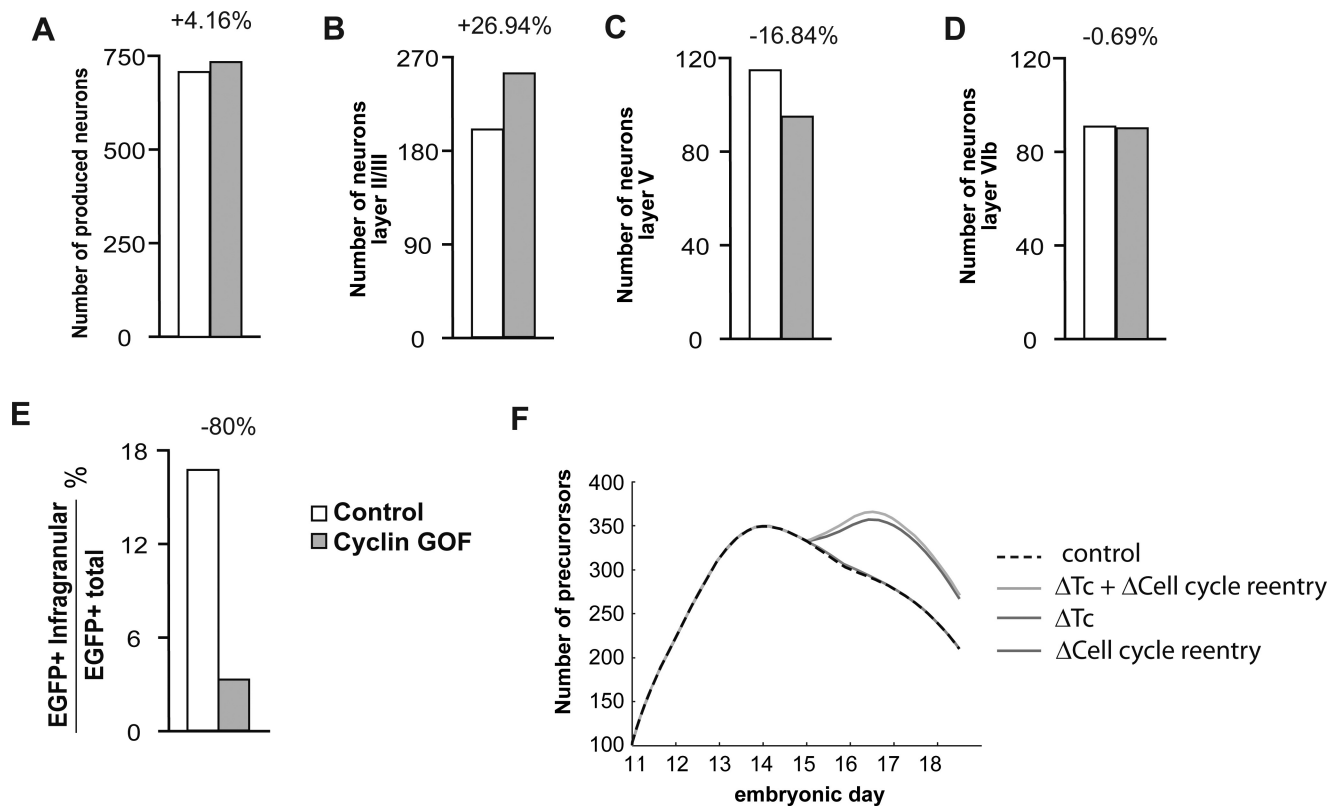 A
+4.16%
Number of produced neurons
750
500
250
0
B
+26.94%
Number of neurons
layer II/III
270
180
90
0
C
-16.84%
Number of neurons
layer V
120
80
40
0
D
-0.69%
Number of neurons
layer VIb
120
80
40
0
E
-80%
EGFP+ Infragranular
EGFP+ total
%
18
12
6
0
Control
Cyclin GOF
F
Number of precurorsors
400
350
300
250
200
150
100
11 12 13 14 15 16 17 18
embryonic day
control
ΔTc + ΔCell cycle reentry
ΔTc
ΔCell cycle reentry